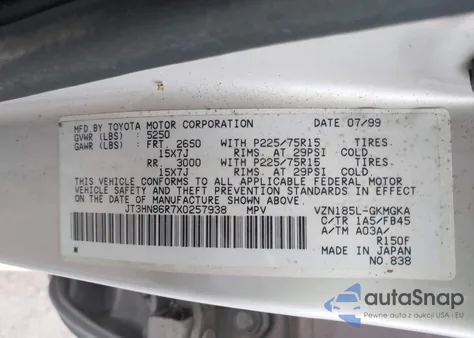 MFD. BY TOYOTA MOTOR CORPORATION DATE 07/99
GVWR (LBS) : 5250
GAWR (LBS) : FRT. 2650 WITH P225/75R15 TIRES,
15X7J RIMS, AT 29PSI COLD.
RR. 3000 WITH P225/75R15 TIRES,
15X7J RIMS, AT 29PSI COLD.
THIS VEHICLE CONFORMS TO ALL APPLICABLE FEDERAL MOTOR
VEHICLE SAFETY AND THEFT PREVENTION STANDARDS IN EFFECT
ON THE DATE OF MANUFACTURE SHOWN ABOVE.
JT3HN86R7X0257938 MPV VZN185L-GKMGKA
C/TR 1A5/FB45
A/TM A03A/
R150F
MADE IN JAPAN
NO.838
autoSnap
Автомобілі з США - Autos from USA i EU